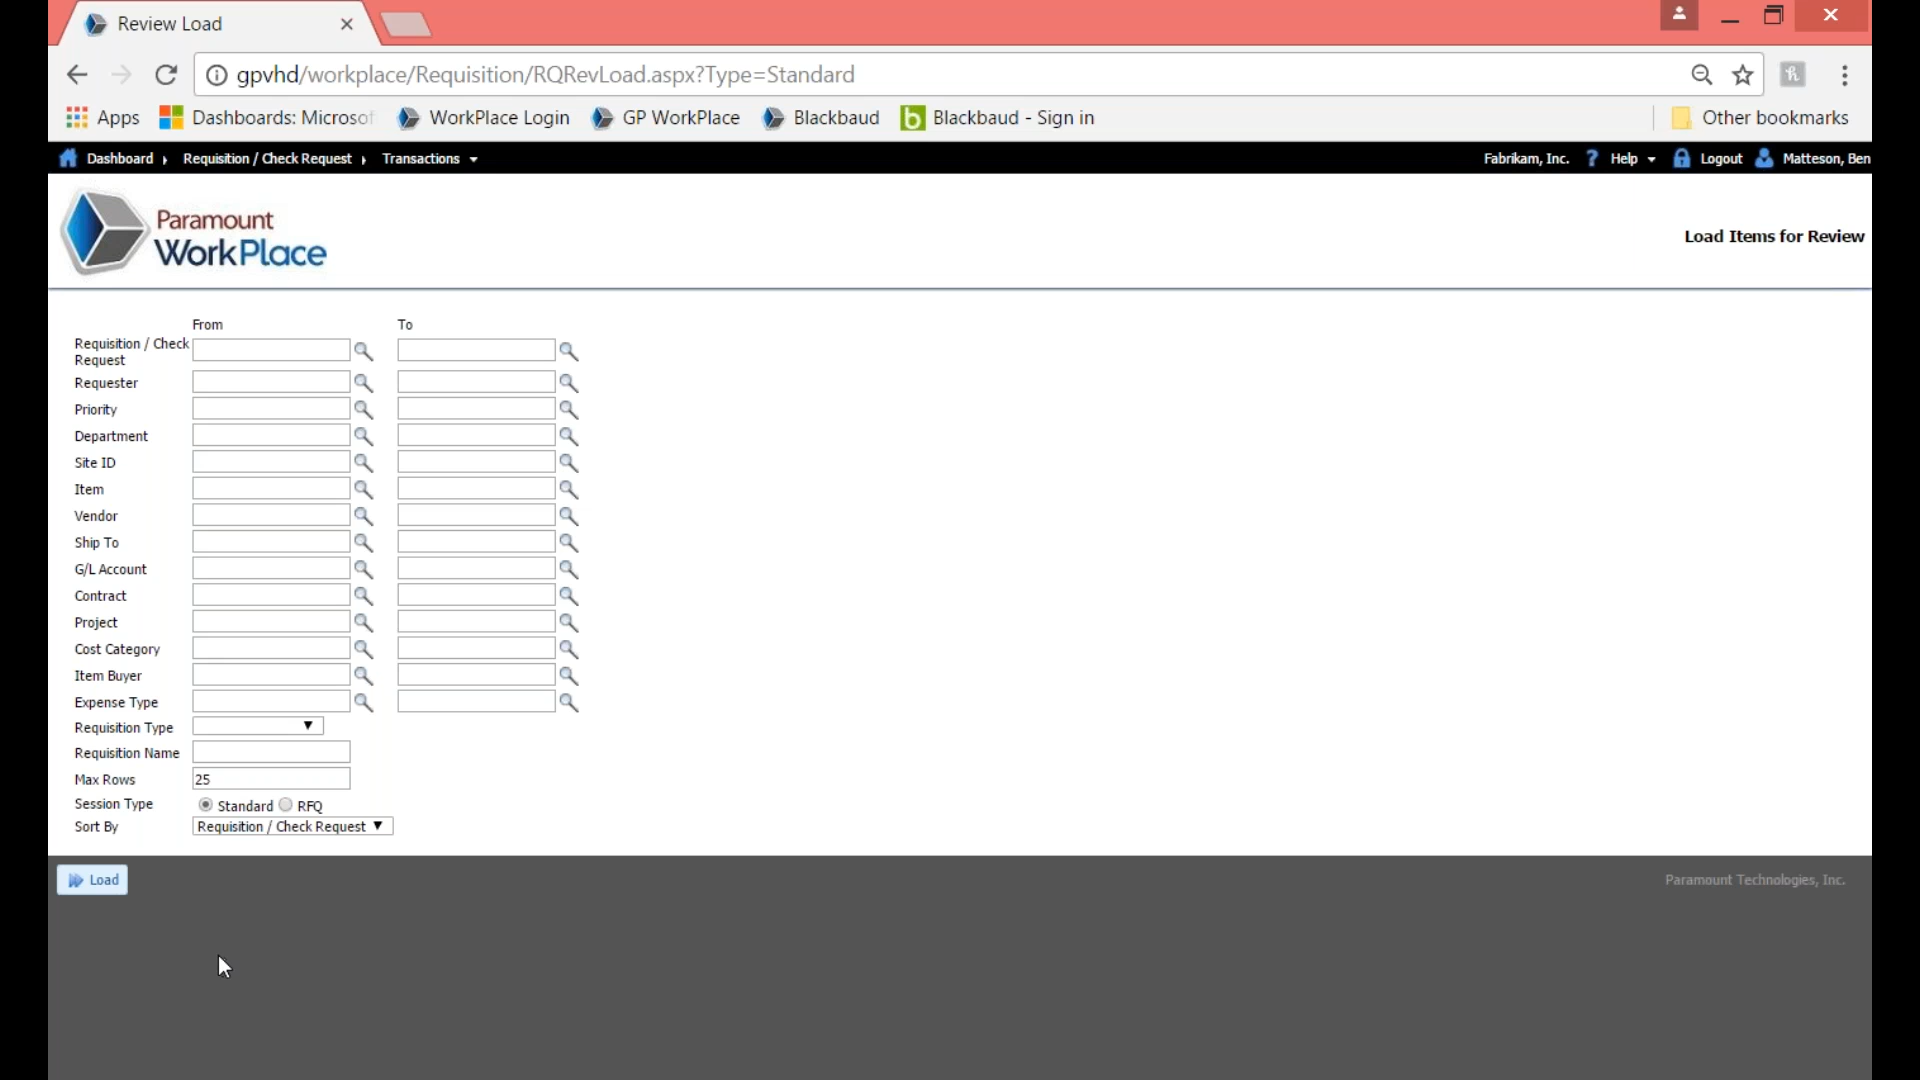 Review Load
gpvhd/workplace/Requisition/RQRevLoad.aspx?Type=Standard
Apps Dashboards: Microsof WorkPlace Login GP WorkPlace Blackbaud Blackbaud - Sign in Other bookmarks
Dashboard Requisition / Check Request Transactions Fabrikam, Inc. ? Help Logout Matteson, Ben
Paramount
WorkPlace
Load Items for Review
From To
Requisition / Check
Request
Requester
Priority
Department
Site ID
Item
Vendor
Ship To
G/L Account
Contract
Project
Cost Category
Item Buyer
Expense Type
Requisition Type
Requisition Name
Max Rows 25
Session Type Standard RFQ
Sort By Requisition / Check Request
Load Paramount Technologies, Inc.